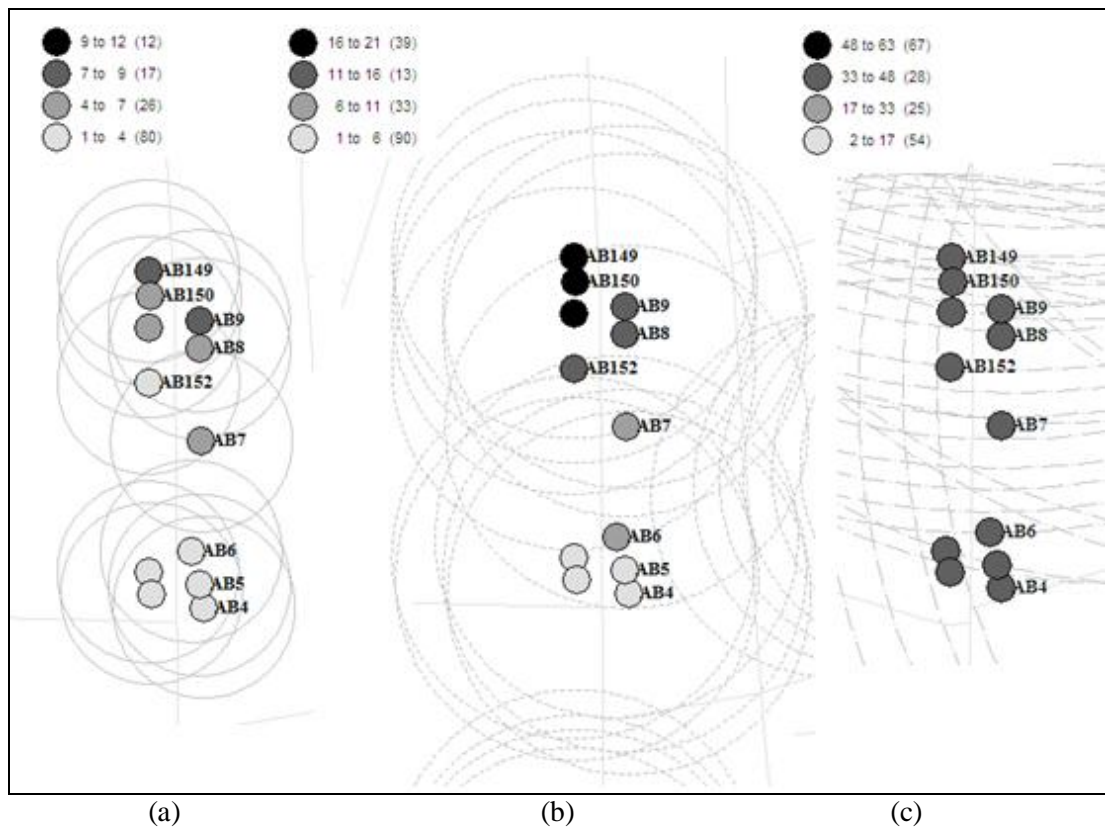 9 to 12 (12)
7 to 9 (17)
4 to 7 (26)
1 to 4 (80)
AB149
AB150
AB9
AB8
AB152
AB7
AB6
AB5
AB4
16 to 21 (39)
11 to 16 (13)
6 to 11 (33)
1 to 6 (90)
AB149
AB150
AB9
AB8
AB152
AB7
AB6
AB5
AB4
48 to 63 (67)
33 to 48 (28)
17 to 33 (25)
2 to 17 (54)
AB149
AB150
AB9
AB8
AB152
AB7
AB6
AB4
(a) (b) (c)